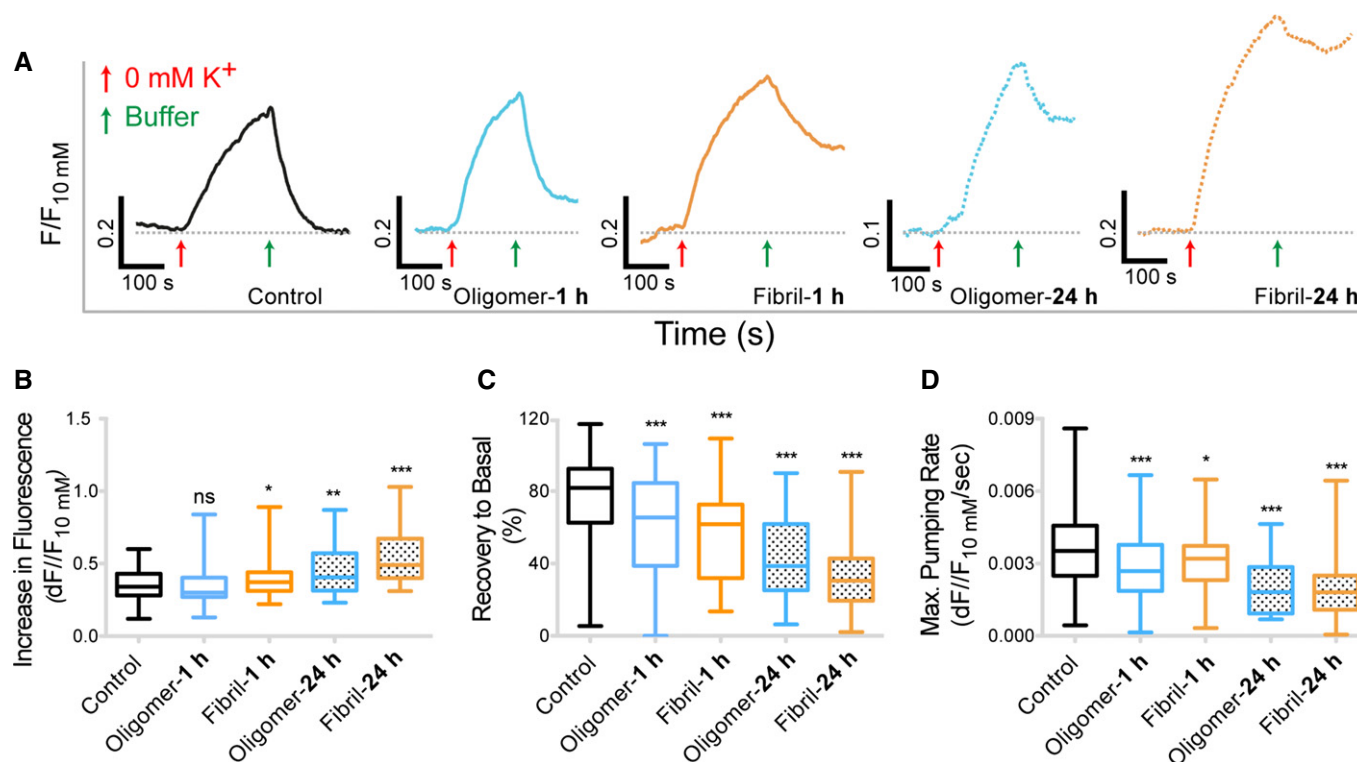 A
↑ 0 mM K+
↑ Buffer
F/F10 mM
0.2
100 s
Control
0.2
100 s
Oligomer-1 h
0.2
100 s
Fibril-1 h
0.1
100 s
Oligomer-24 h
0.2
100 s
Fibril-24 h
Time (s)
B
Increase in Fluorescence
(dF//F10 mM)
1.5
1.0
0.5
0.0
ns
*
**
***
Control
Oligomer-1 h
Fibril-1 h
Oligomer-24 h
Fibril-24 h
C
Recovery to Basal
(%)
120
80
40
0
***
***
***
***
Control
Oligomer-1 h
Fibril-1 h
Oligomer-24 h
Fibril-24 h
D
Max. Pumping Rate
(dF//F10 mM/sec)
0.009
0.006
0.003
0.000
***
*
***
***
Control
Oligomer-1 h
Fibril-1 h
Oligomer-24 h
Fibril-24 h